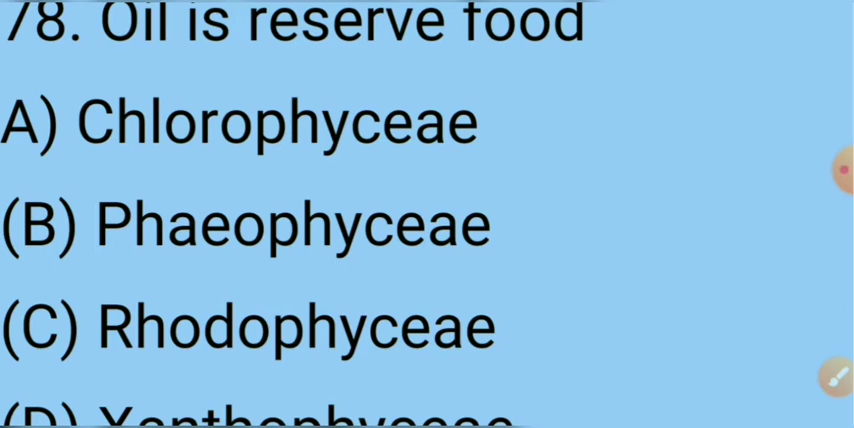 78. Oil is reserve food
A) Chlorophyceae
(B) Phaeophyceae
(C) Rhodophyceae
(D) Xanthophyceae